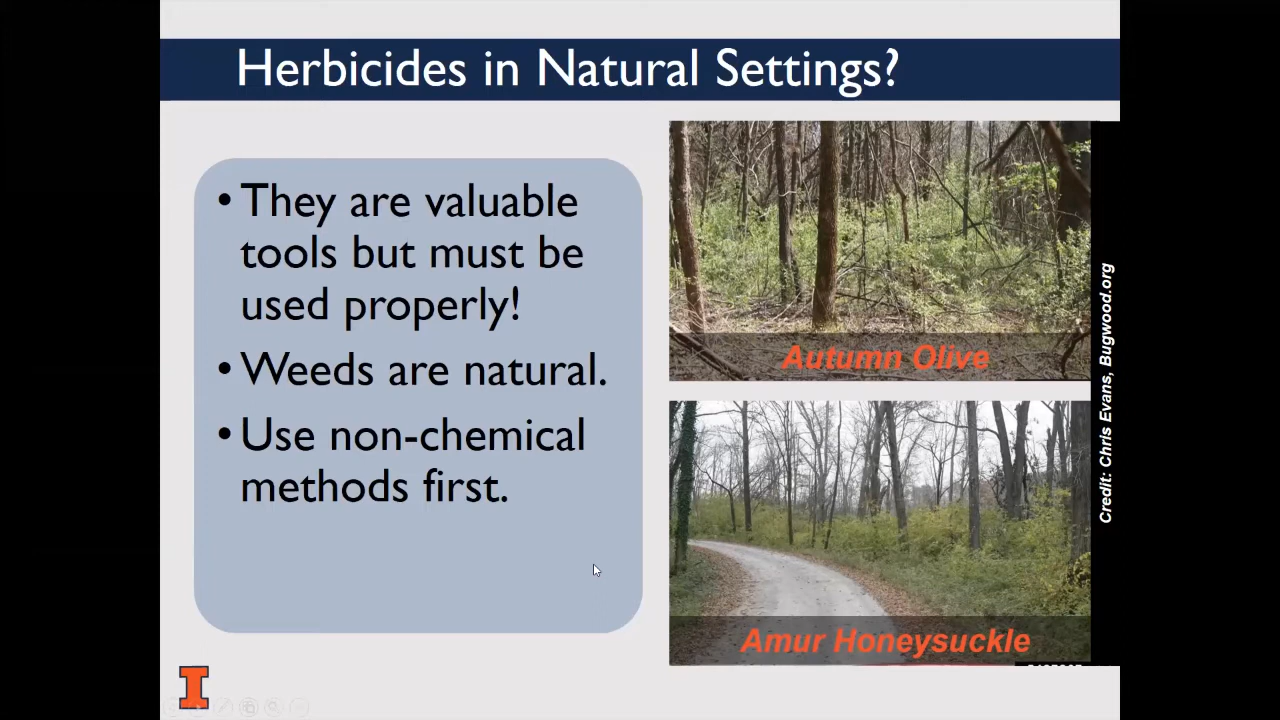 Herbicides in Natural Settings?
• They are valuable
tools but must be
used properly!
• Weeds are natural.
• Use non-chemical
methods first.
Autumn Olive
Amur Honeysuckle
Credit: Chris Evans, Bugwood.org
I